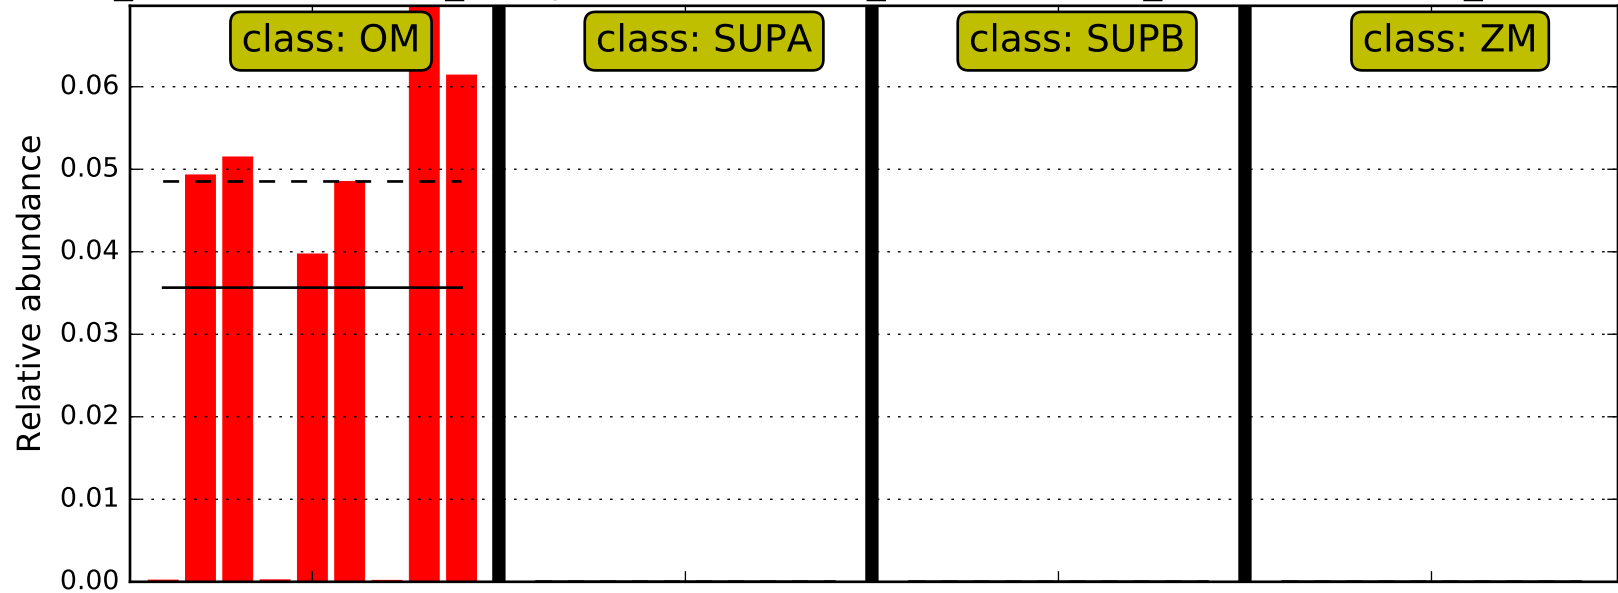 class: OM
class: SUPA
class: SUPB
class: ZM
Relative abundance
0.06
0.05
0.04
0.03
0.02
0.01
0.00